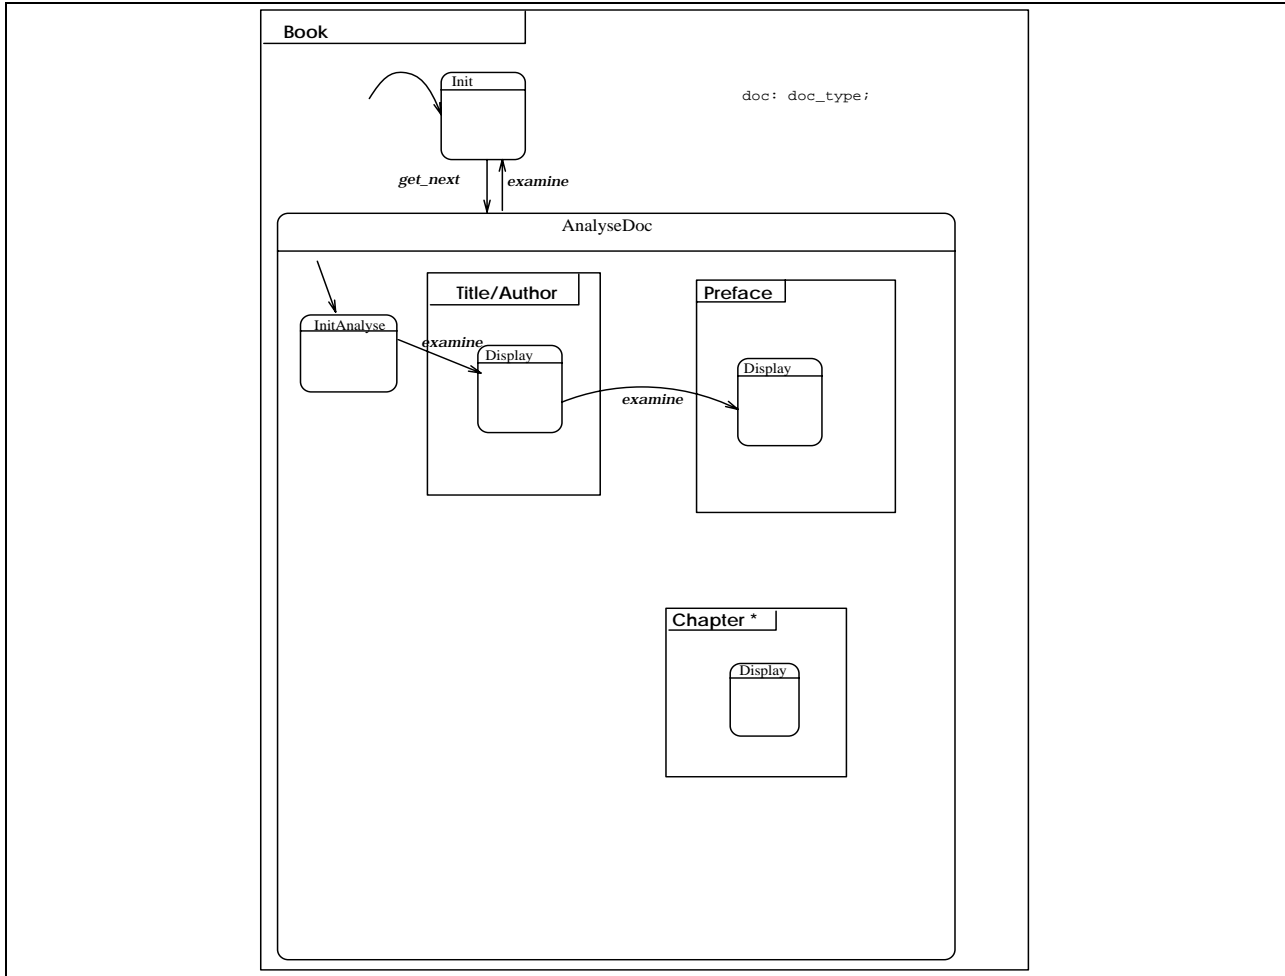 Book
Init
doc: doc_type;
get_next
examine
AnalyseDoc
Title/Author
Preface
InitAnalyse
examine
Display
Display
examine
Chapter *
Display